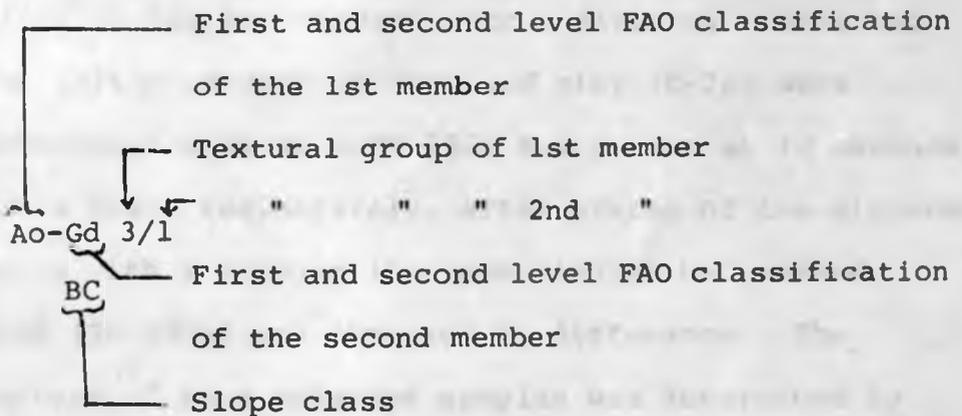 First and second level FAO classification
of the 1st member
Textural group of 1st member
" " " 2nd "
Ao-Gd 3/1
First and second level FAO classification
BC
of the second member
Slope class